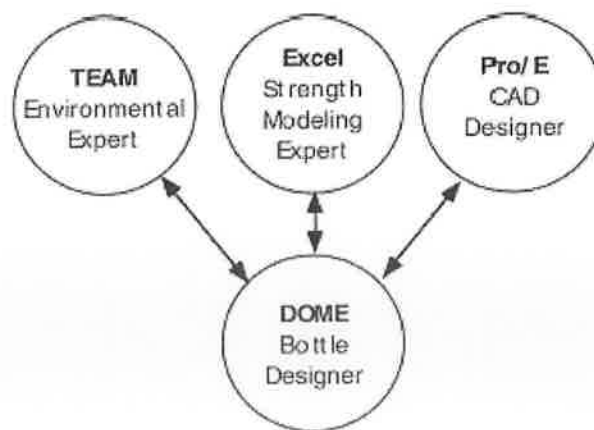 TEAM
Environmental
Expert
Excel
Strength
Modeling
Expert
Pro/E
CAD
Designer
DOME
Bottle
Designer